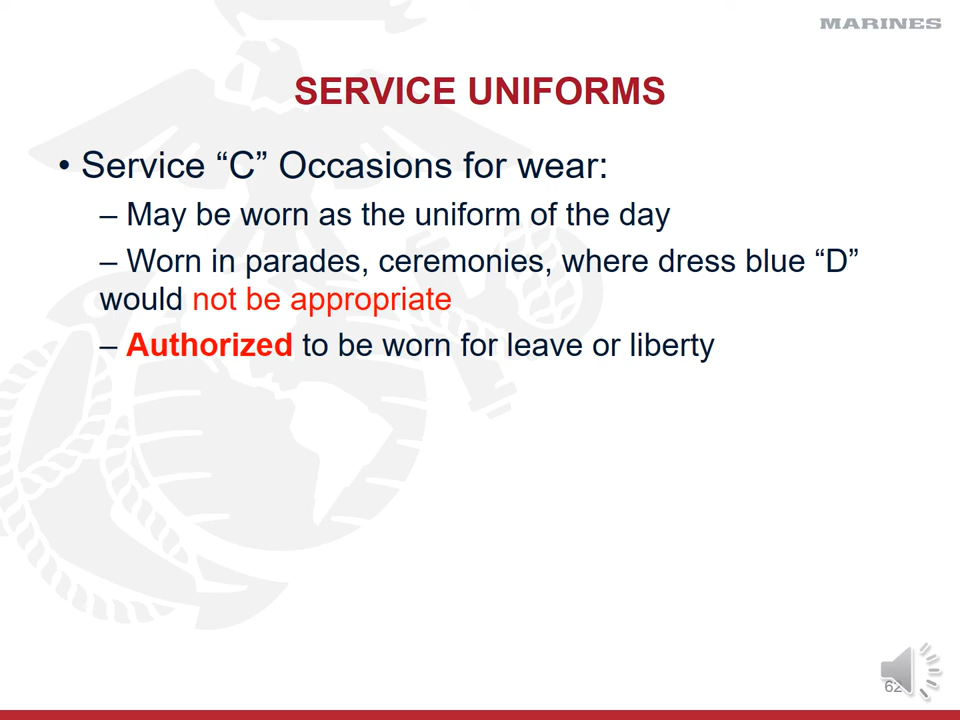 MARINES
SERVICE UNIFORMS
• Service “C” Occasions for wear:
– May be worn as the uniform of the day
– Worn in parades, ceremonies, where dress blue “D”
would not be appropriate
– Authorized to be worn for leave or liberty